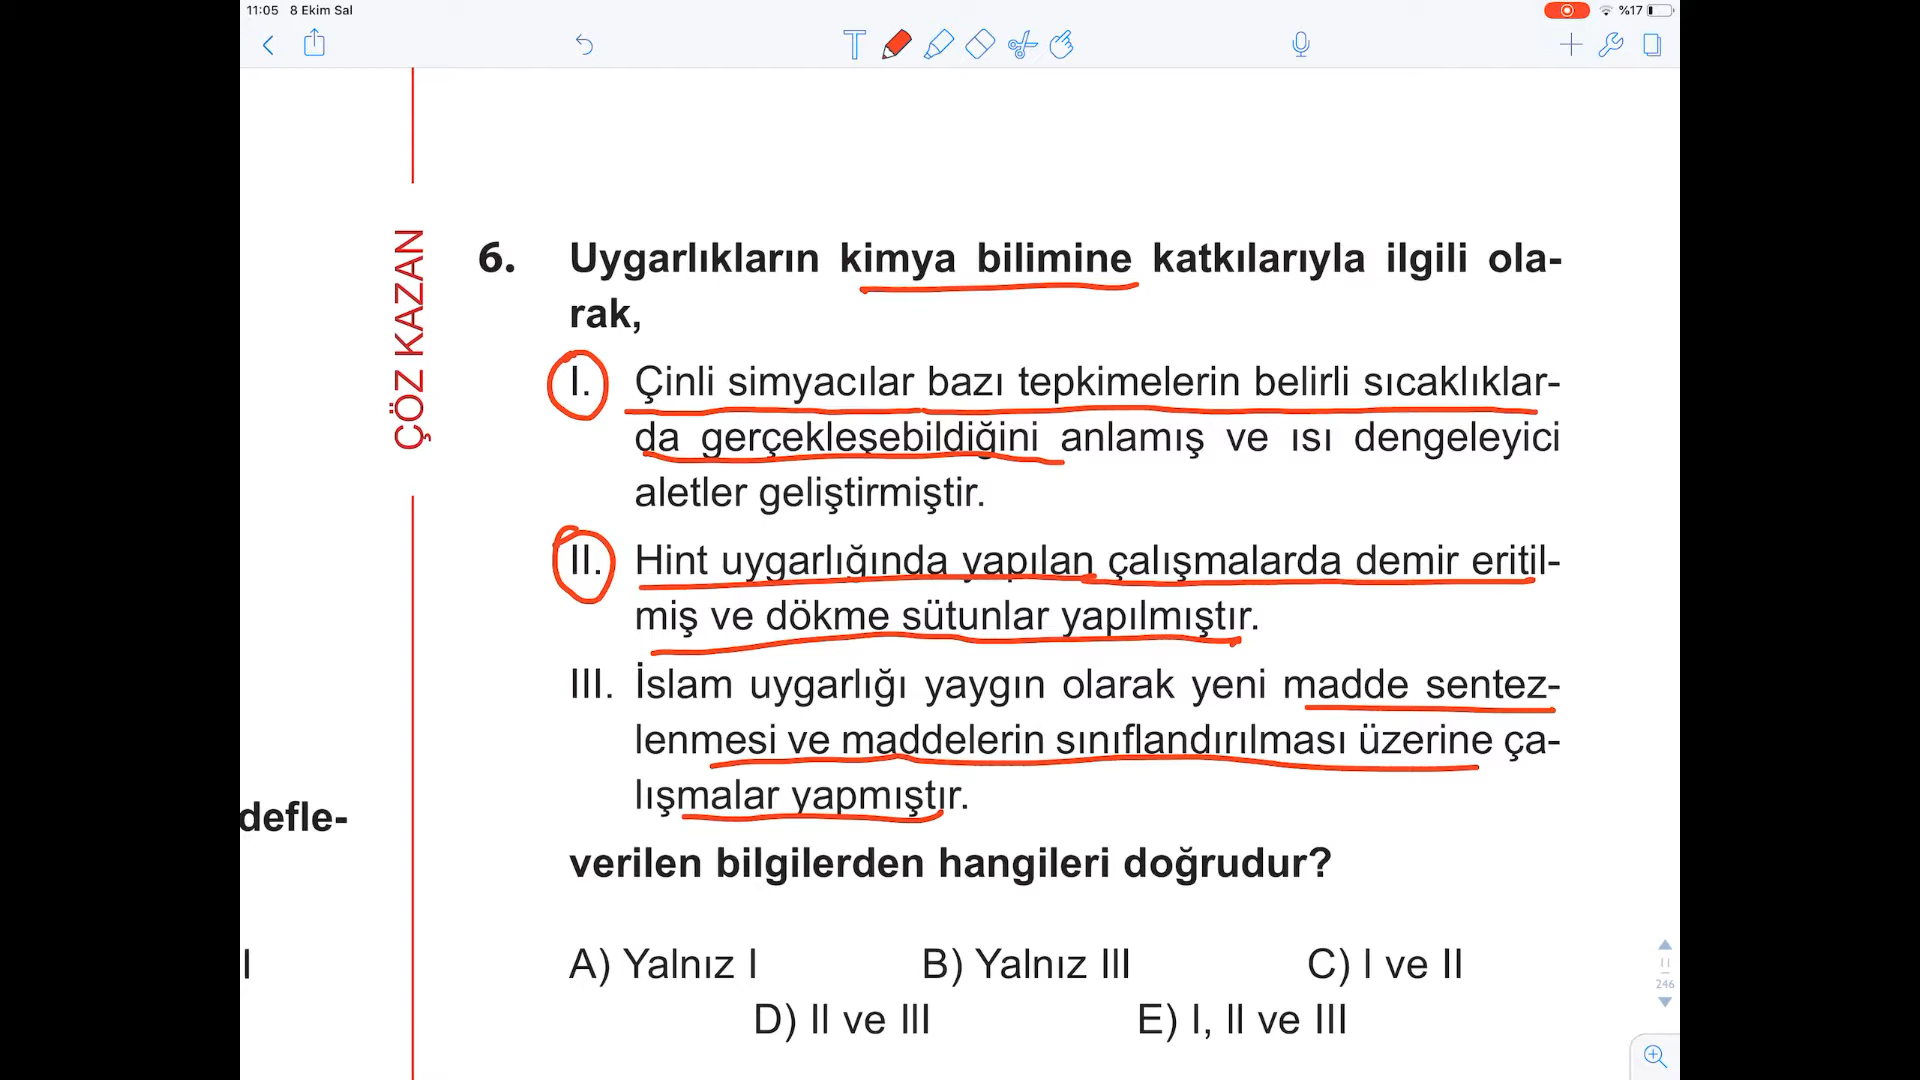 11:05 8 Ekim Sal
%17
T
ÇÖZ KAZAN
6. Uygarlıkların kimya bilimine katkılarıyla ilgili ola-
rak,
I. Çinli simyacılar bazı tepkimelerin belirli sıcaklıklar-
da gerçekleşebildiğini anlamış ve ısı dengeleyici
aletler geliştirmiştir.
II. Hint uygarlığında yapılan çalışmalarda demir eritil-
miş ve dökme sütunlar yapılmıştır.
III. İslam uygarlığı yaygın olarak yeni madde sentez-
lenmesi ve maddelerin sınıflandırılması üzerine ça-
lışmalar yapmıştır.
defle-
verilen bilgilerden hangileri doğrudur?
I
A) Yalnız I B) Yalnız III C) I ve II
D) II ve III E) I, II ve III
11
246